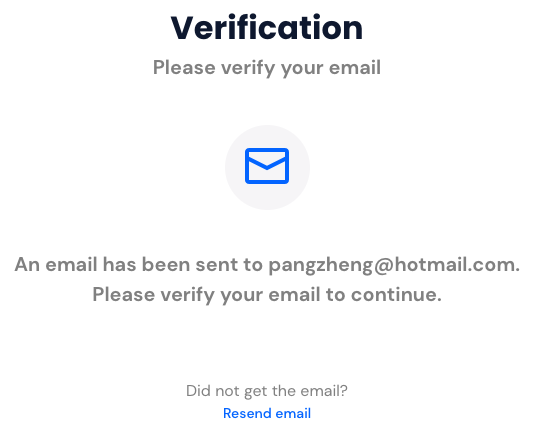 Verification
Please verify your email
An email has been sent to pangzheng@hotmail.com.
Please verify your email to continue.
Did not get the email?
Resend email